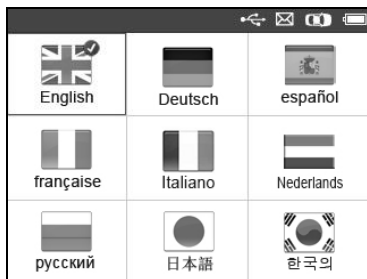 English
Deutsch
español
française
Italiano
Nederlands
русский
日本語
한국의